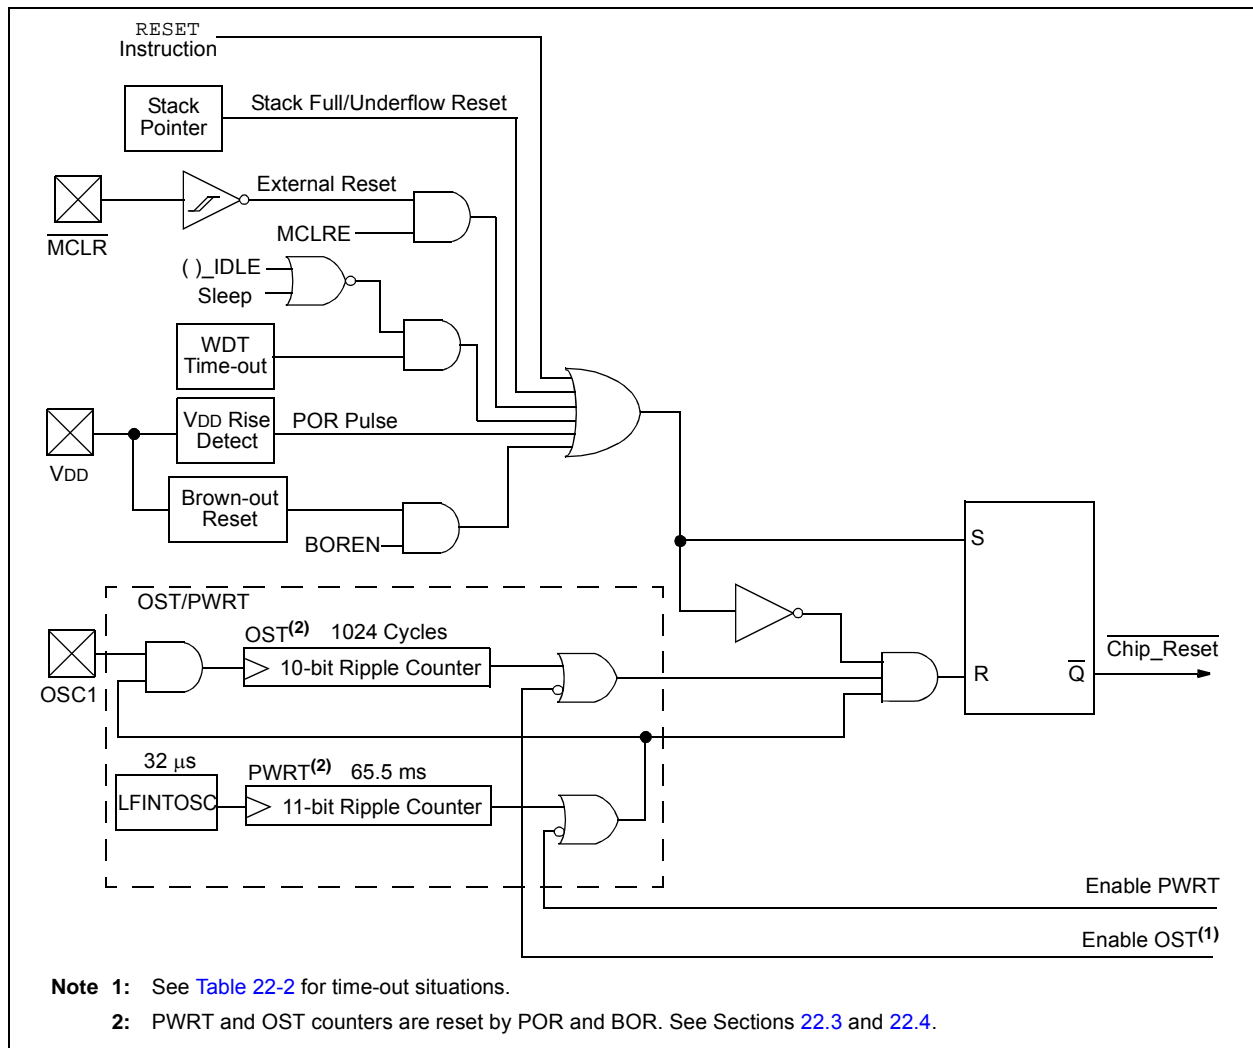 RESET
Instruction
Stack
Pointer
Stack Full/Underflow Reset
External Reset
MCLR
MCLRE
( )_IDLE
Sleep
WDT
Time-out
VDD Rise
Detect
POR Pulse
VDD
Brown-out
Reset
BOREN
S
OST/PWRT
OST(2) 1024 Cycles
10-bit Ripple Counter
OSC1
R
Q
Chip_Reset
32 μs
PWRT(2) 65.5 ms
LFINTOSC
11-bit Ripple Counter
Enable PWRT
Enable OST(1)
Note 1: See Table 22-2 for time-out situations.
2: PWRT and OST counters are reset by POR and BOR. See Sections 22.3 and 22.4.